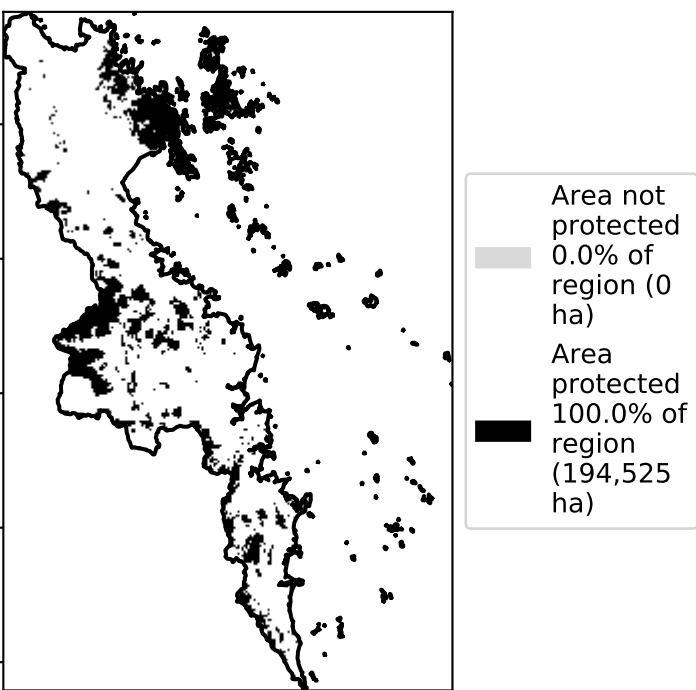 Area not
protected
0.0% of
region (0
ha)
Area
protected
100.0% of
region
(194,525
ha)